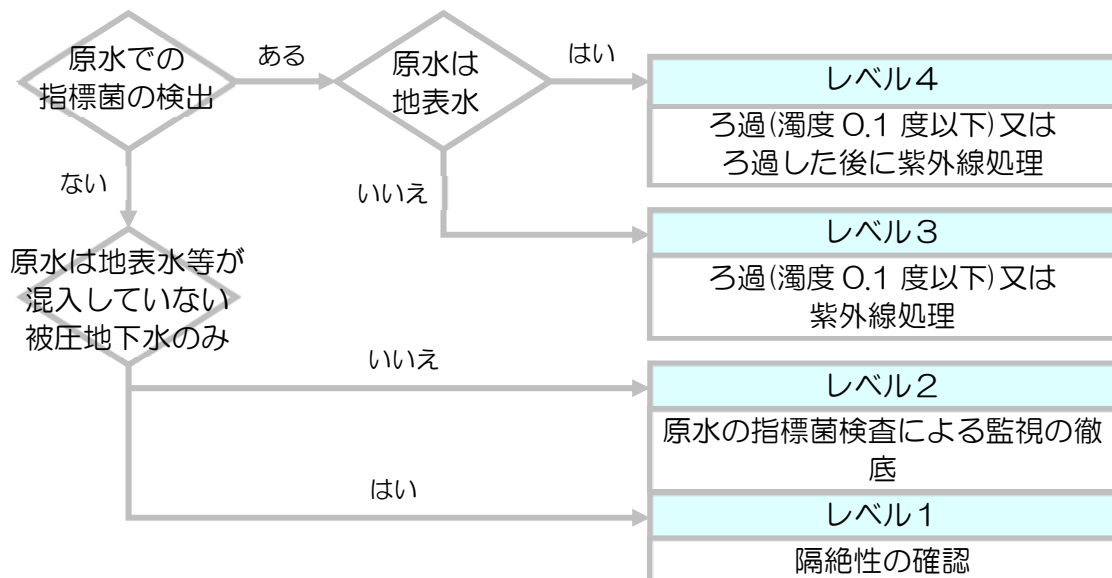 原水での
指標菌の検出
ある
原水は
地表水
はい
レベル4
ろ過(濁度 0.1 度以下)又は
ろ過した後に紫外線処理
ない
いいえ
レベル3
ろ過(濁度 0.1 度以下)又は
紫外線処理
原水は地表水等が
混入していない
被圧地下水のみ
いいえ
レベル2
原水の指標菌検査による監視の徹
底
はい
レベル1
隔絶性の確認